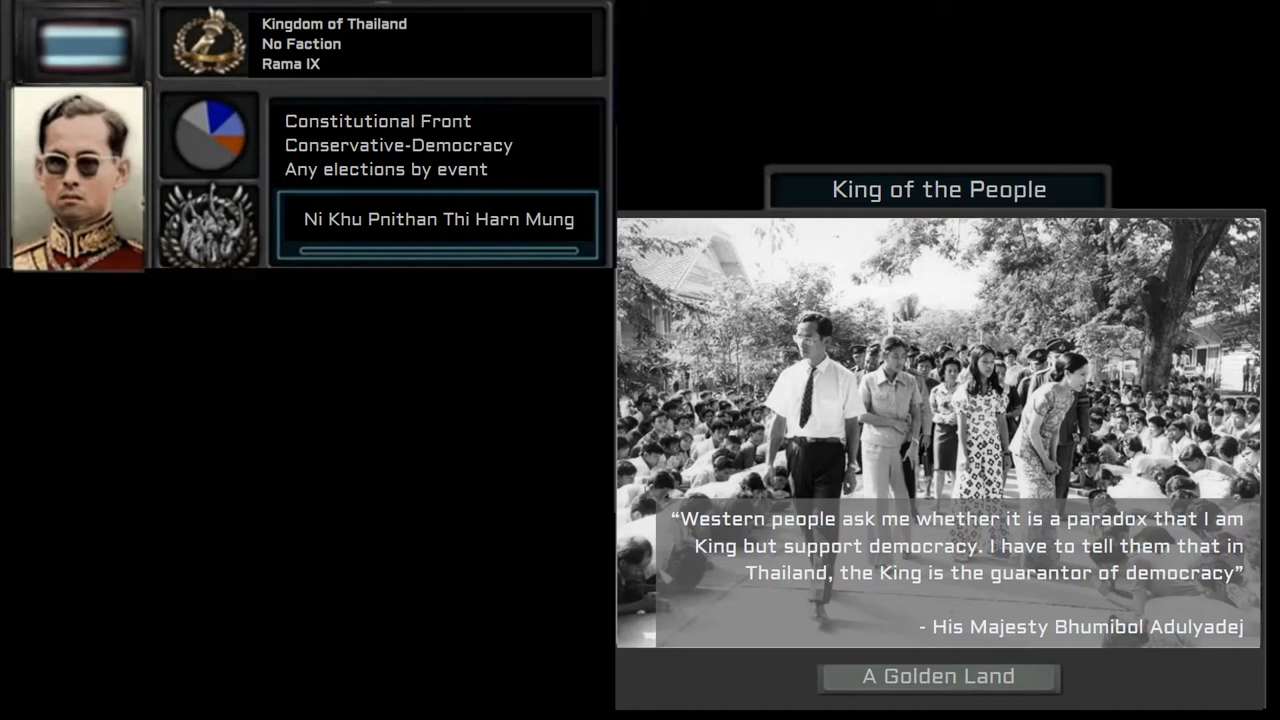 Kingdom of Thailand
No Faction
Rama IX
Constitutional Front
Conservative-Democracy
Any elections by event
Ni Khu Pnithan Thi Harn Mung
King of the People
“Western people ask me whether it is a paradox that I am
King but support democracy. I have to tell them that in
Thailand, the King is the guarantor of democracy”
- His Majesty Bhumibol Adulyadej
A Golden Land